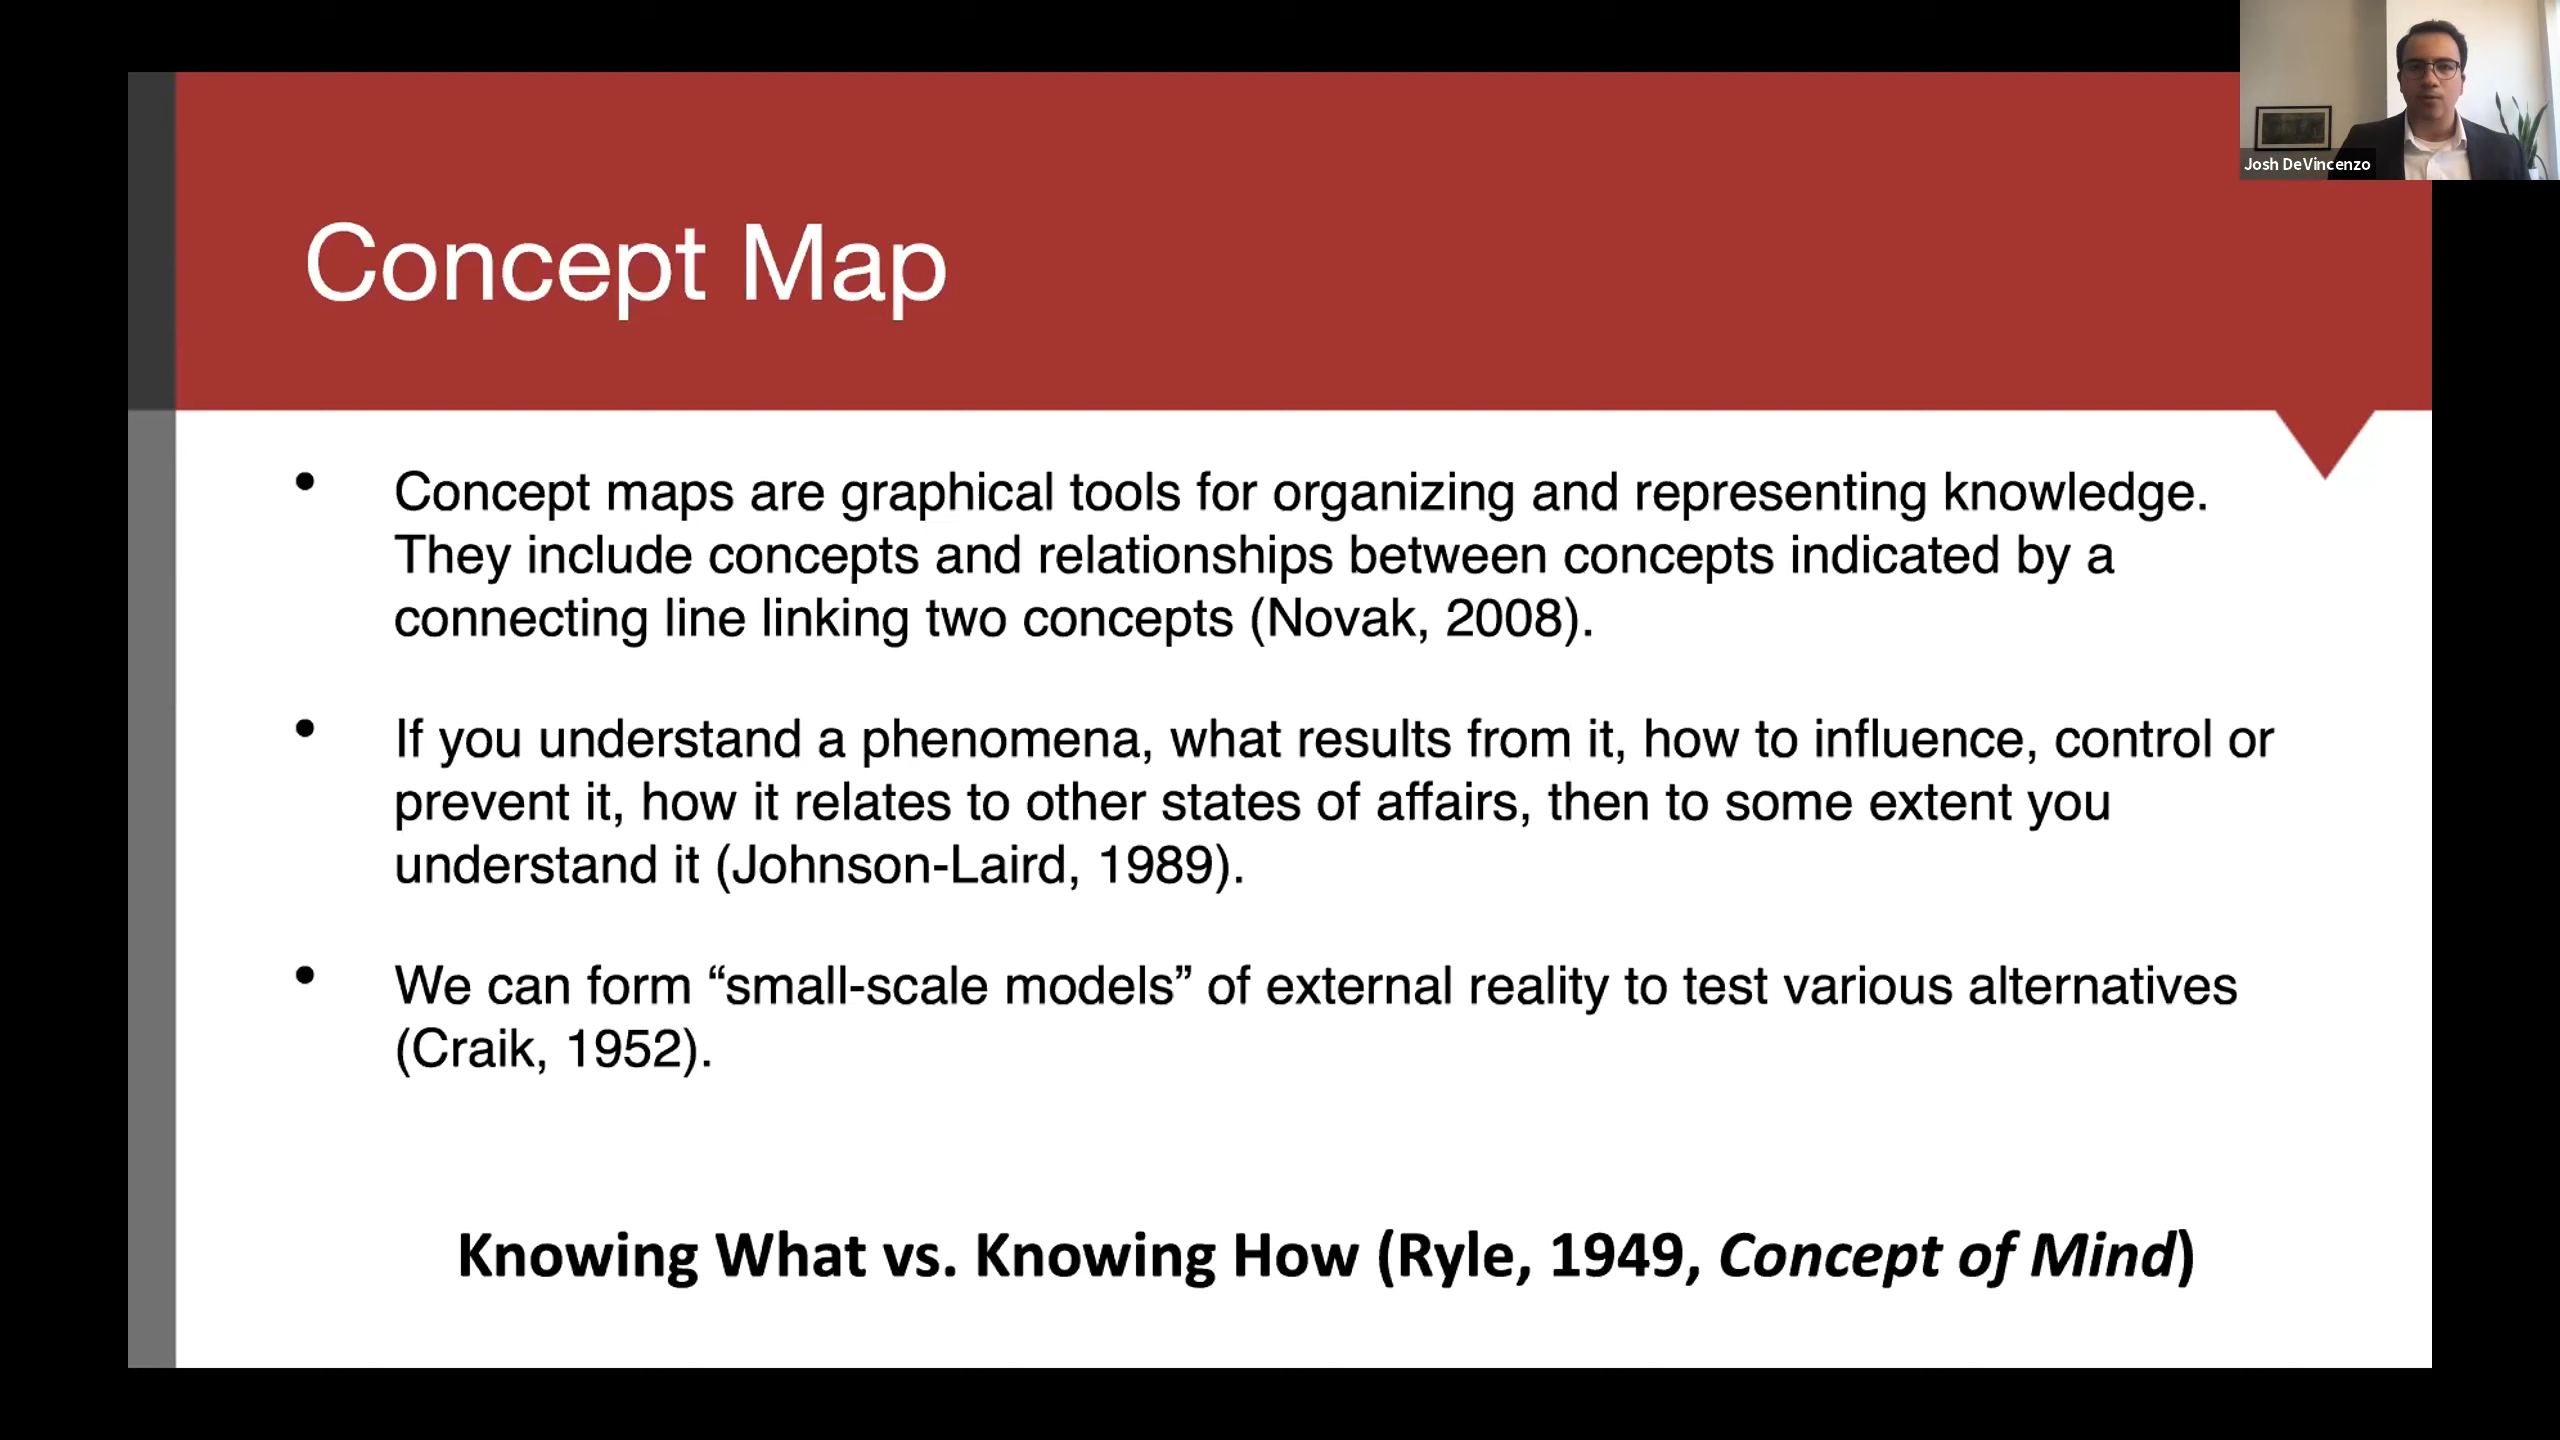 Josh DeVincenzo
Concept Map
• Concept maps are graphical tools for organizing and representing knowledge.
They include concepts and relationships between concepts indicated by a
connecting line linking two concepts (Novak, 2008).
• If you understand a phenomena, what results from it, how to influence, control or
prevent it, how it relates to other states of affairs, then to some extent you
understand it (Johnson-Laird, 1989).
• We can form “small-scale models” of external reality to test various alternatives
(Craik, 1952).
Knowing What vs. Knowing How (Ryle, 1949, Concept of Mind)